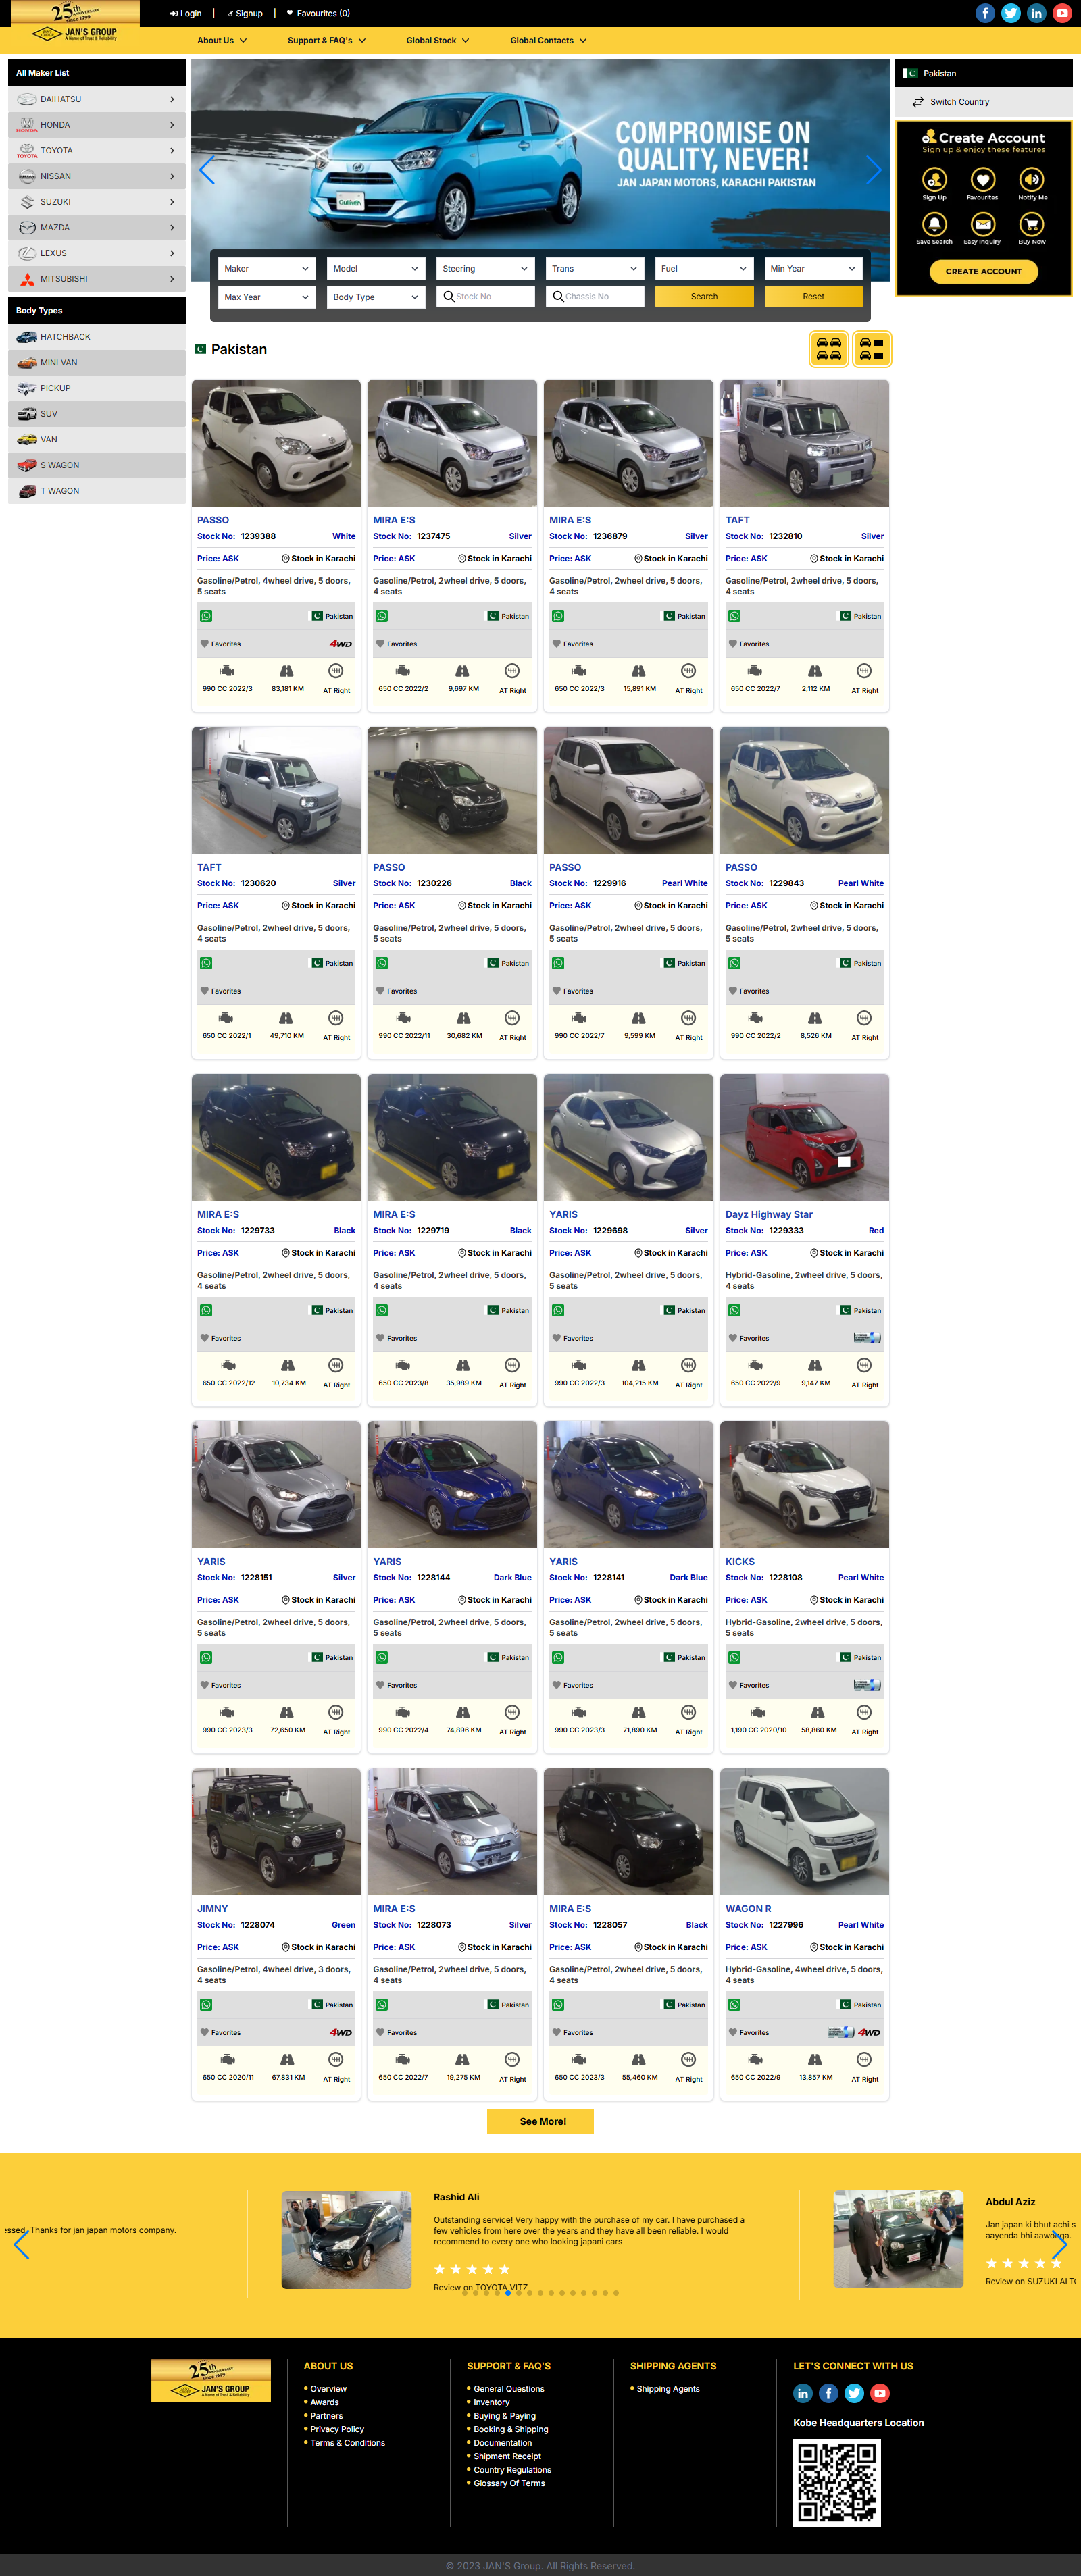 25th ANNIVERSARY
SINCE 1999
JAN'S GROUP
A Name of Trust & Reliability
Login
Signup
Favourites (0)
About Us
Support & FAQ's
Global Stock
Global Contacts
All Maker List
DAIHATSU
HONDA
TOYOTA
NISSAN
SUZUKI
MAZDA
LEXUS
MITSUBISHI
Body Types
HATCHBACK
MINI VAN
PICKUP
SUV
VAN
S WAGON
T WAGON
COMPROMISE ON
QUALITY, NEVER!
JAN JAPAN MOTORS, KARACHI PAKISTAN
Maker
Model
Steering
Trans
Fuel
Min Year
Max Year
Body Type
Stock No
Chassis No
Search
Reset
Pakistan
Switch Country
Create Account
Sign up & enjoy these features
Sign Up
Favourites
Notify Me
Save Search
Easy Inquiry
Buy Now
CREATE ACCOUNT
Pakistan
PASSO
Stock No: 1239388 White
Price: ASK Stock in Karachi
Gasoline/Petrol, 4wheel drive, 5 doors,
5 seats
Pakistan
Favorites 4WD
990 CC 2022/3 83,181 KM AT Right
MIRA E:S
Stock No: 1237475 Silver
Price: ASK Stock in Karachi
Gasoline/Petrol, 2wheel drive, 5 doors,
4 seats
Pakistan
Favorites
650 CC 2022/2 9,697 KM AT Right
MIRA E:S
Stock No: 1236879 Silver
Price: ASK Stock in Karachi
Gasoline/Petrol, 2wheel drive, 5 doors,
4 seats
Pakistan
Favorites
650 CC 2022/3 15,891 KM AT Right
TAFT
Stock No: 1232810 Silver
Price: ASK Stock in Karachi
Gasoline/Petrol, 2wheel drive, 5 doors,
4 seats
Pakistan
Favorites
650 CC 2022/7 2,112 KM AT Right
TAFT
Stock No: 1230620 Silver
Price: ASK Stock in Karachi
Gasoline/Petrol, 2wheel drive, 5 doors,
4 seats
Pakistan
Favorites
650 CC 2022/1 49,710 KM AT Right
PASSO
Stock No: 1230226 Black
Price: ASK Stock in Karachi
Gasoline/Petrol, 2wheel drive, 5 doors,
5 seats
Pakistan
Favorites
990 CC 2022/11 30,682 KM AT Right
PASSO
Stock No: 1229916 Pearl White
Price: ASK Stock in Karachi
Gasoline/Petrol, 2wheel drive, 5 doors,
5 seats
Pakistan
Favorites
990 CC 2022/7 9,599 KM AT Right
PASSO
Stock No: 1229843 Pearl White
Price: ASK Stock in Karachi
Gasoline/Petrol, 2wheel drive, 5 doors,
5 seats
Pakistan
Favorites
990 CC 2022/2 8,526 KM AT Right
MIRA E:S
Stock No: 1229733 Black
Price: ASK Stock in Karachi
Gasoline/Petrol, 2wheel drive, 5 doors,
4 seats
Pakistan
Favorites
650 CC 2022/12 10,734 KM AT Right
MIRA E:S
Stock No: 1229719 Black
Price: ASK Stock in Karachi
Gasoline/Petrol, 2wheel drive, 5 doors,
4 seats
Pakistan
Favorites
650 CC 2023/8 35,989 KM AT Right
YARIS
Stock No: 1229698 Silver
Price: ASK Stock in Karachi
Gasoline/Petrol, 2wheel drive, 5 doors,
5 seats
Pakistan
Favorites
990 CC 2022/3 104,215 KM AT Right
Dayz Highway Star
Stock No: 1229333 Red
Price: ASK Stock in Karachi
Hybrid-Gasoline, 2wheel drive, 5 doors,
4 seats
Pakistan
Favorites
650 CC 2022/9 9,147 KM AT Right
YARIS
Stock No: 1228151 Silver
Price: ASK Stock in Karachi
Gasoline/Petrol, 2wheel drive, 5 doors,
5 seats
Pakistan
Favorites
990 CC 2023/3 72,650 KM AT Right
YARIS
Stock No: 1228144 Dark Blue
Price: ASK Stock in Karachi
Gasoline/Petrol, 2wheel drive, 5 doors,
5 seats
Pakistan
Favorites
990 CC 2022/4 74,896 KM AT Right
YARIS
Stock No: 1228141 Dark Blue
Price: ASK Stock in Karachi
Gasoline/Petrol, 2wheel drive, 5 doors,
5 seats
Pakistan
Favorites
990 CC 2023/3 71,890 KM AT Right
KICKS
Stock No: 1228108 Pearl White
Price: ASK Stock in Karachi
Hybrid-Gasoline, 2wheel drive, 5 doors,
5 seats
Pakistan
Favorites
1,190 CC 2020/10 58,860 KM AT Right
JIMNY
Stock No: 1228074 Green
Price: ASK Stock in Karachi
Gasoline/Petrol, 4wheel drive, 3 doors,
4 seats
Pakistan
Favorites 4WD
650 CC 2020/11 67,831 KM AT Right
MIRA E:S
Stock No: 1228073 Silver
Price: ASK Stock in Karachi
Gasoline/Petrol, 2wheel drive, 5 doors,
4 seats
Pakistan
Favorites
650 CC 2022/7 19,275 KM AT Right
MIRA E:S
Stock No: 1228057 Black
Price: ASK Stock in Karachi
Gasoline/Petrol, 2wheel drive, 5 doors,
4 seats
Pakistan
Favorites
650 CC 2023/3 55,460 KM AT Right
WAGON R
Stock No: 1227996 Pearl White
Price: ASK Stock in Karachi
Hybrid-Gasoline, 4wheel drive, 5 doors,
4 seats
Pakistan
Favorites 4WD
650 CC 2022/9 13,857 KM AT Right
See More!
essed. Thanks for jan japan motors company.
Rashid Ali
Outstanding service! Very happy with the purchase of my car. I have purchased a
few vehicles from here over the years and they have all been reliable. I would
recommend to every one who looking japani cars
Review on TOYOTA VITZ
Abdul Aziz
Jan japan ki bhut achi s
aayenda bhi aawonga.
Review on SUZUKI ALTO
25th ANNIVERSARY
SINCE 1999
JAN'S GROUP
A Name of Trust & Reliability
ABOUT US
Overview
Awards
Partners
Privacy Policy
Terms & Conditions
SUPPORT & FAQ'S
General Questions
Inventory
Buying & Paying
Booking & Shipping
Documentation
Shipment Receipt
Country Regulations
Glossary Of Terms
SHIPPING AGENTS
Shipping Agents
LET'S CONNECT WITH US
Kobe Headquarters Location
© 2023 JAN'S Group. All Rights Reserved.